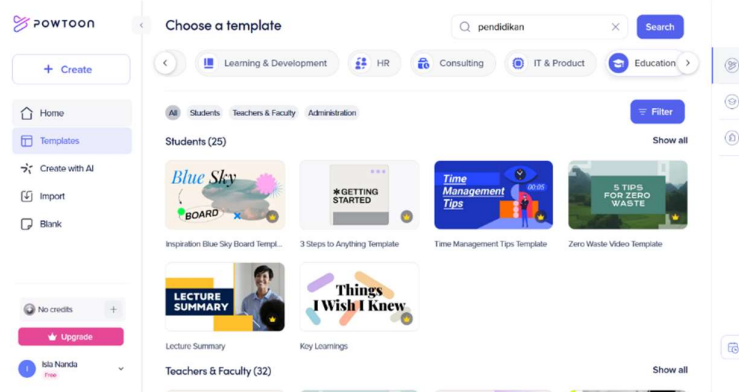 POWTOON
Choose a template
pendidikan
Search
+ Create
Learning & Development
HR
Consulting
IT & Product
Education
Home
Templates
Create with AI
Import
Blank
All
Students
Teachers & Faculty
Administration
Filter
Students (25)
Show all
Blue Sky
BOARD
*GETTING
STARTED
Time
Management
Tips
00:05
5 TIPS
FOR ZERO
WASTE
Inspiration Blue Sky Board Templ...
3 Steps to Anything Template
Time Management Tips Template
Zero Waste Video Template
LECTURE
SUMMARY
Things
I Wish I Knew
Lecture Summary
Key Learnings
No credits
+
Upgrade
I
Isla Nanda
Free
Teachers & Faculty (32)
Show all